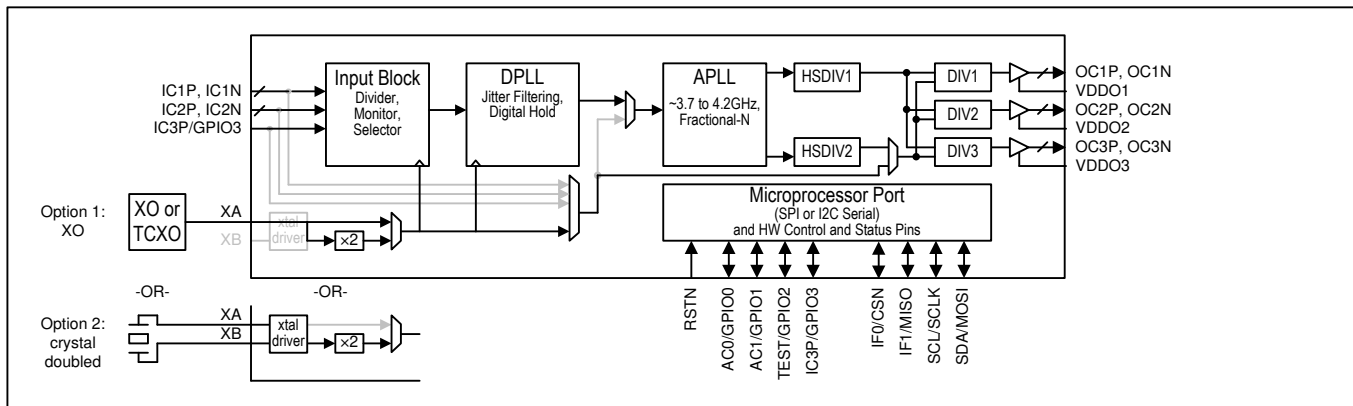 IC1P, IC1N
IC2P, IC2N
IC3P/GPIO3
Input Block
Divider,
Monitor,
Selector
DPLL
Jitter Filtering,
Digital Hold
APLL
~3.7 to 4.2GHz,
Fractional-N
HSDIV1
HSDIV2
DIV1
DIV2
DIV3
OC1P, OC1N
VDDO1
OC2P, OC2N
VDDO2
OC3P, OC3N
VDDO3
Option 1:
XO
XO or
TCXO
XA
XB
xtal
driver
×2
Microprocessor Port
(SPI or I2C Serial)
and HW Control and Status Pins
RSTN
AC0/GPIO0
AC1/GPIO1
TEST/GPIO2
IC3P/GPIO3
IF0/CSN
IF1/MISO
SCL/SCLK
SDA/MOSI
-OR-
-OR-
Option 2:
crystal
doubled
XA
XB
xtal
driver
×2